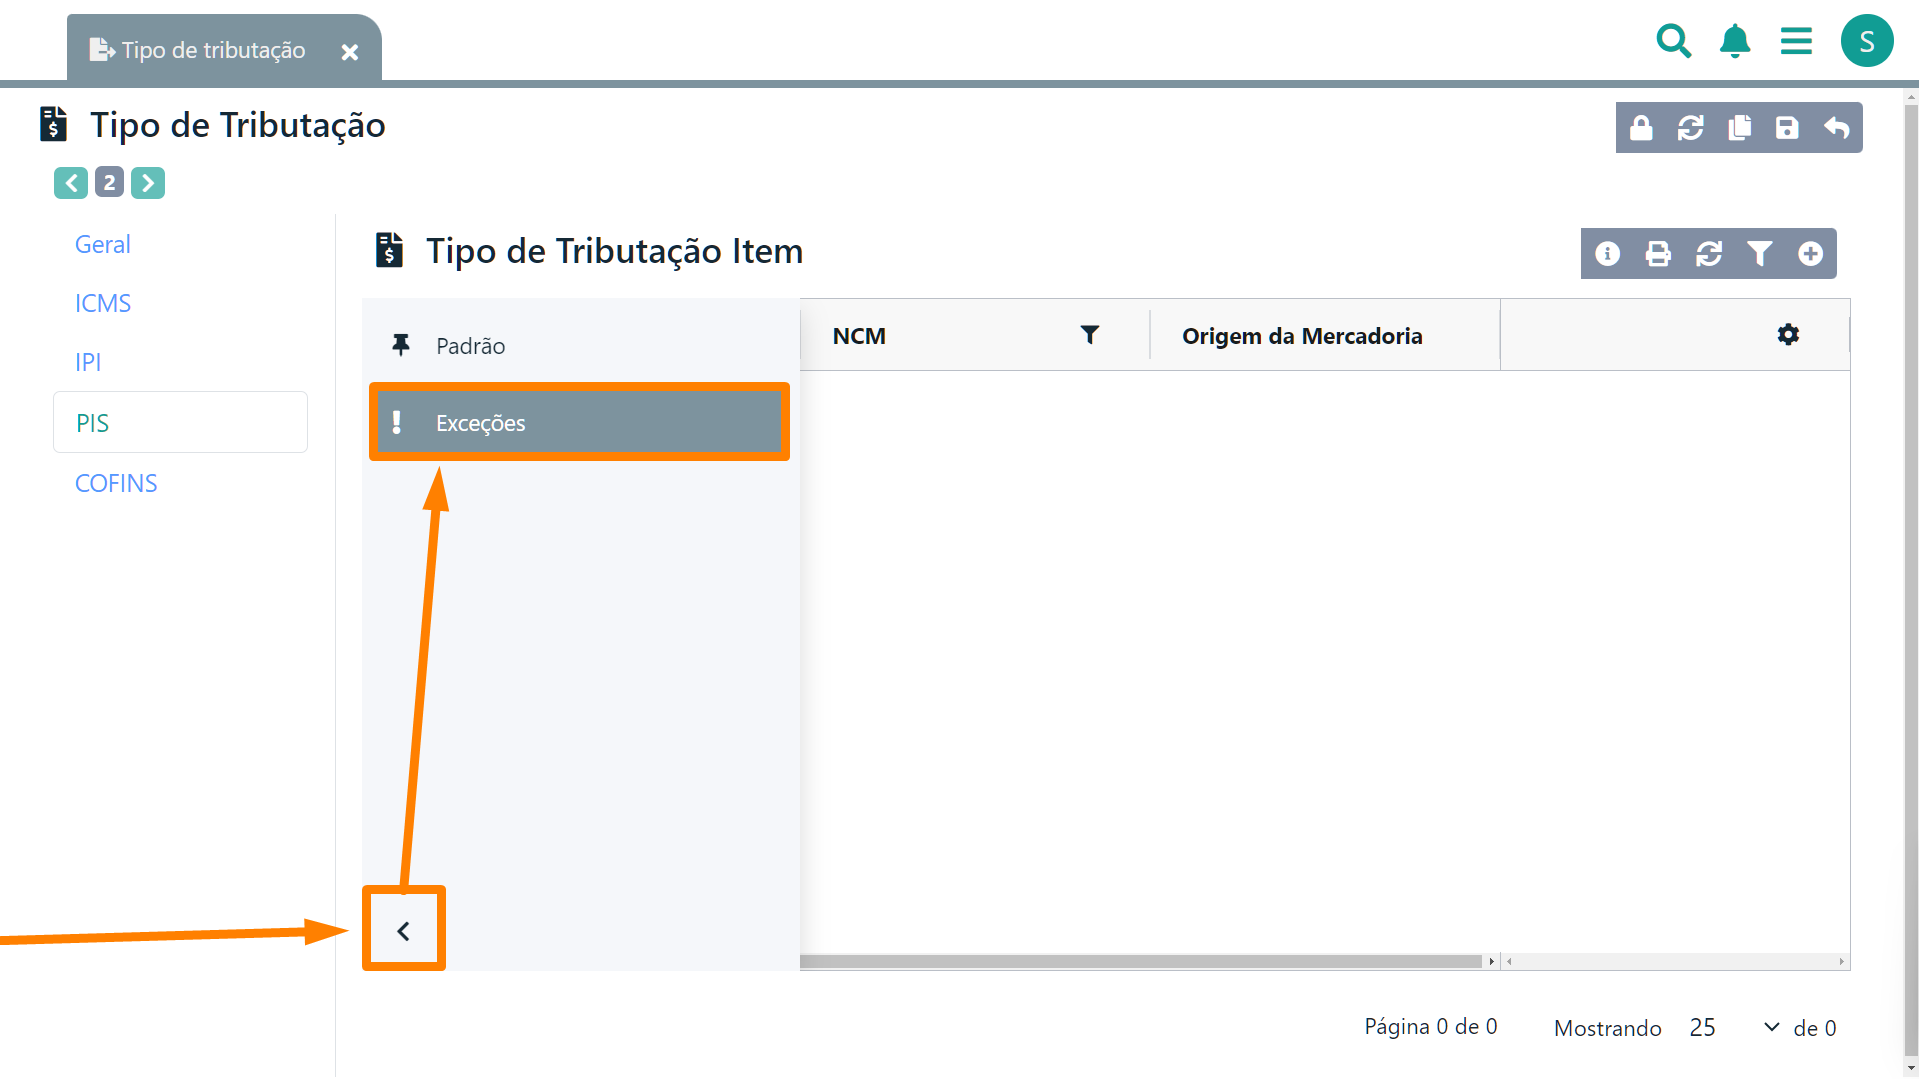 Tipo de tributação
S
Tipo de Tributação
2
Geral
ICMS
IPI
PIS
COFINS
Tipo de Tributação Item
Padrão
Exceções
NCM
Origem da Mercadoria
Página 0 de 0
Mostrando 25 de 0